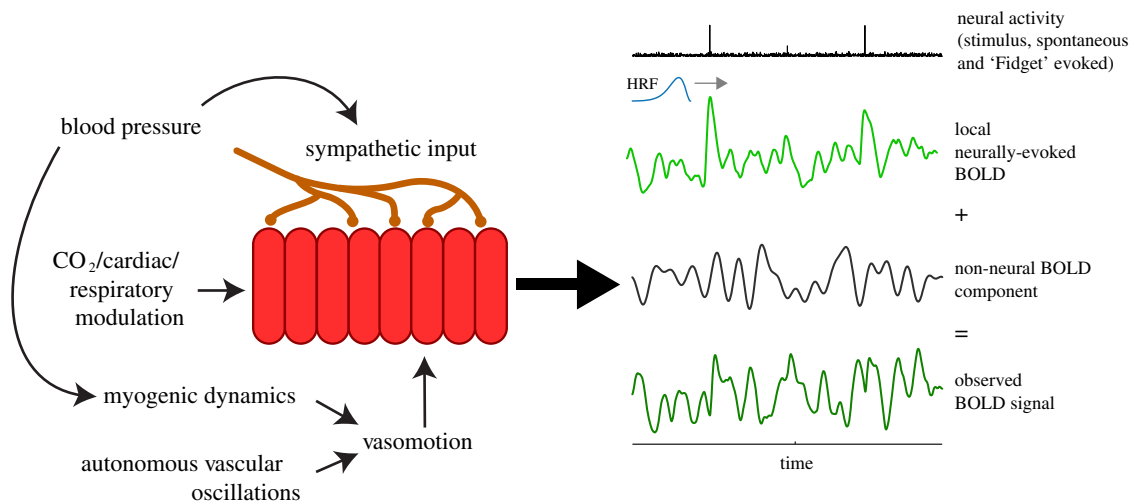 blood pressure
sympathetic input
CO₂/cardiac/
respiratory
modulation
myogenic dynamics
vasomotion
autonomous vascular
oscillations
neural activity
(stimulus, spontaneous
and ‘Fidget’ evoked)
HRF
local
neurally-evoked
BOLD
+
non-neural BOLD
component
=
observed
BOLD signal
time